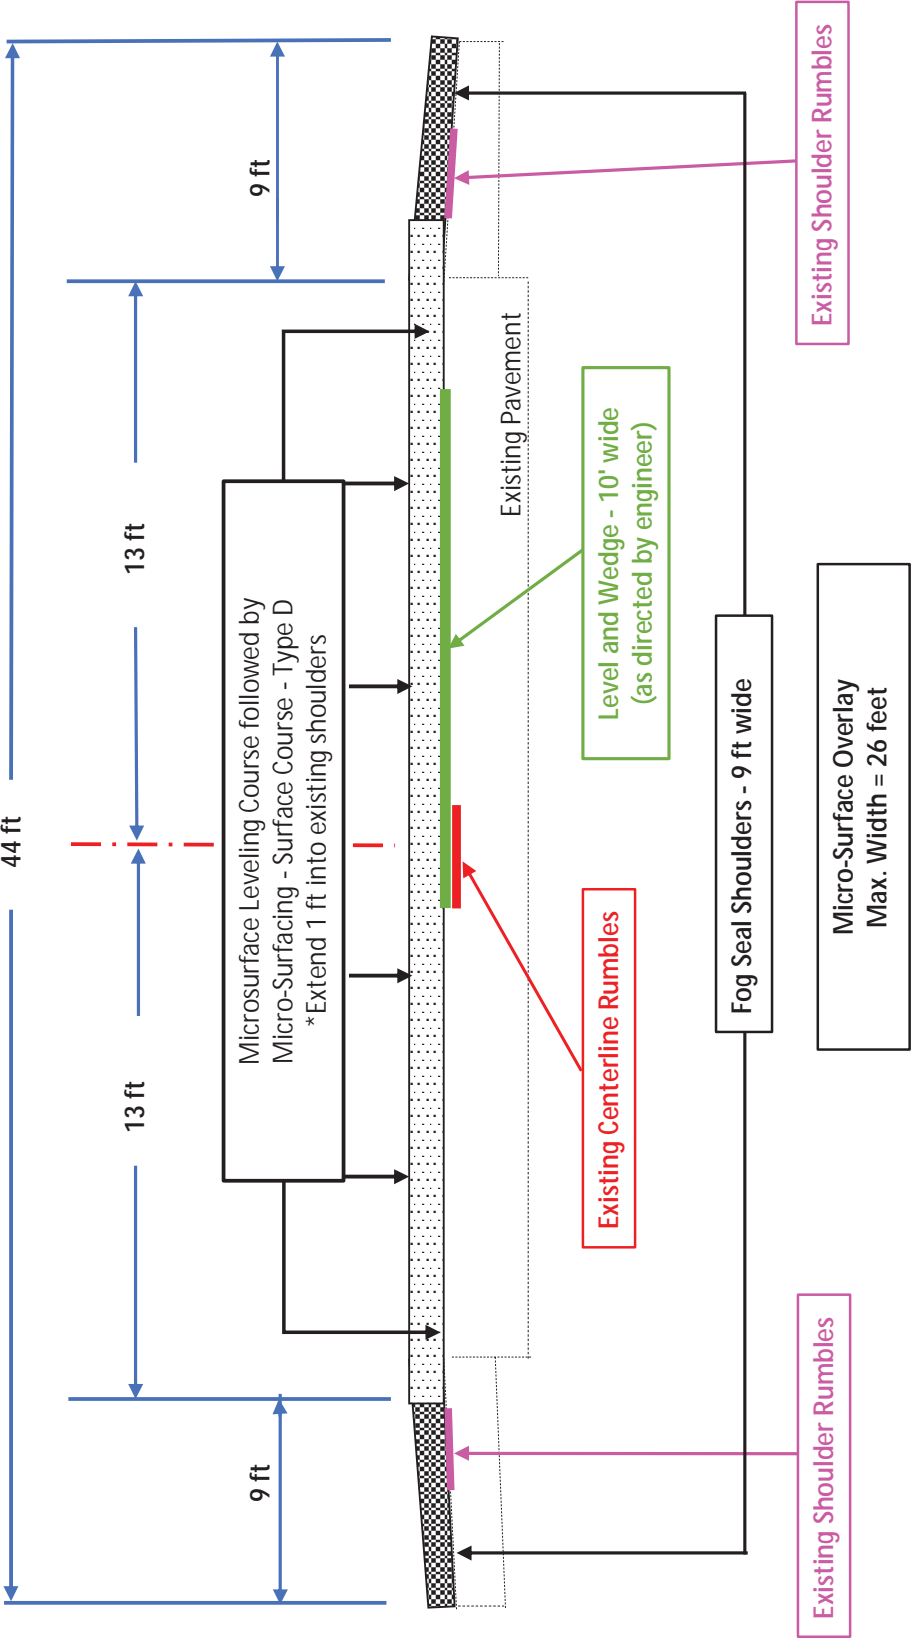 44 ft
9 ft
13 ft
13 ft
9 ft
Microsurface Leveling Course followed by
Micro-Surfacing - Surface Course - Type D
*Extend 1 ft into existing shoulders
Existing Pavement
Existing Shoulder Rumbles
Existing Centerline Rumbles
Level and Wedge - 10' wide
(as directed by engineer)
Existing Shoulder Rumbles
Fog Seal Shoulders - 9 ft wide
Micro-Surface Overlay
Max. Width = 26 feet